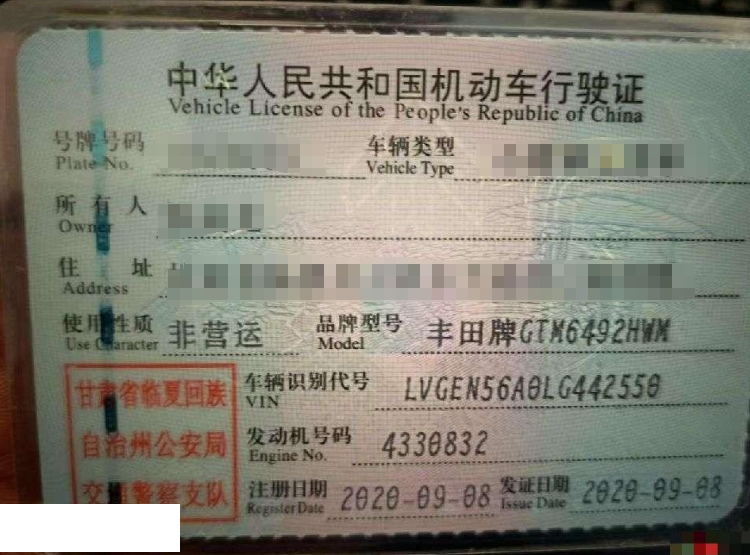 中华人民共和国机动车行驶证
Vehicle License of the People's Republic of China
号牌号码
Plate No.
车辆类型
Vehicle Type
所有人
Owner
住址
Address
使用性质 非营运
Use Character
品牌型号 丰田牌GTM6492HWM
Model
甘肃省临夏回族
自治州公安局
交通警察支队
车辆识别代号 LVGEN56A0LG442550
VIN
发动机号码 4330832
Engine No.
注册日期 2020-09-08
Register Date
发证日期 2020-09-08
Issue Date